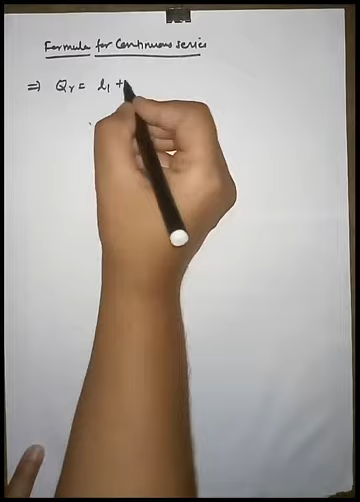 Formula for Continuous series
⇒ Qr = l₁ +